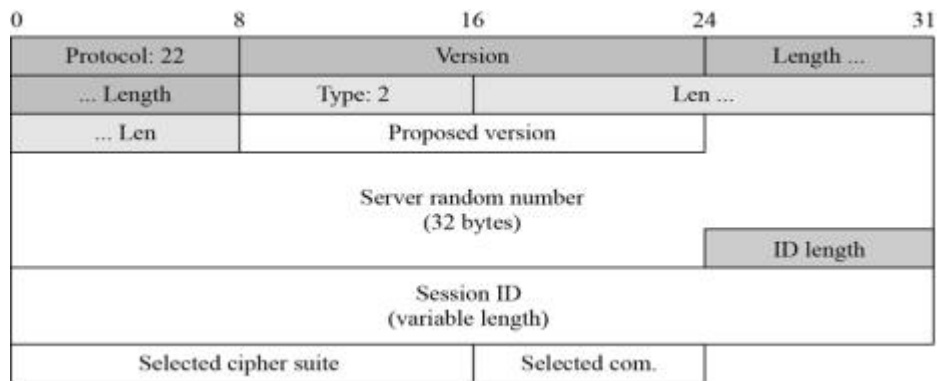 0 8 16 24 31
Protocol: 22 Version Length ...
... Length Type: 2 Len ...
... Len Proposed version
Server random number
(32 bytes)
ID length
Session ID
(variable length)
Selected cipher suite Selected com.